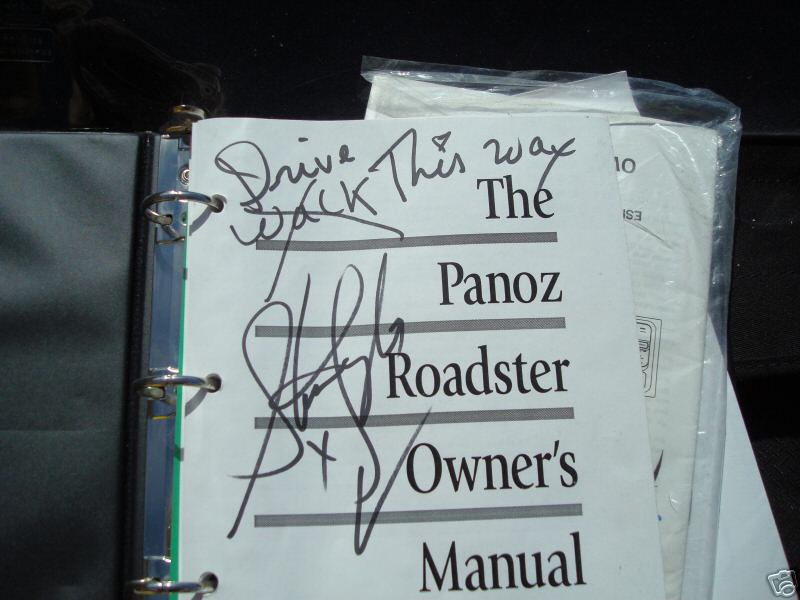 Drive This way
walk
The
Panoz
Roadster
Owner's
Manual